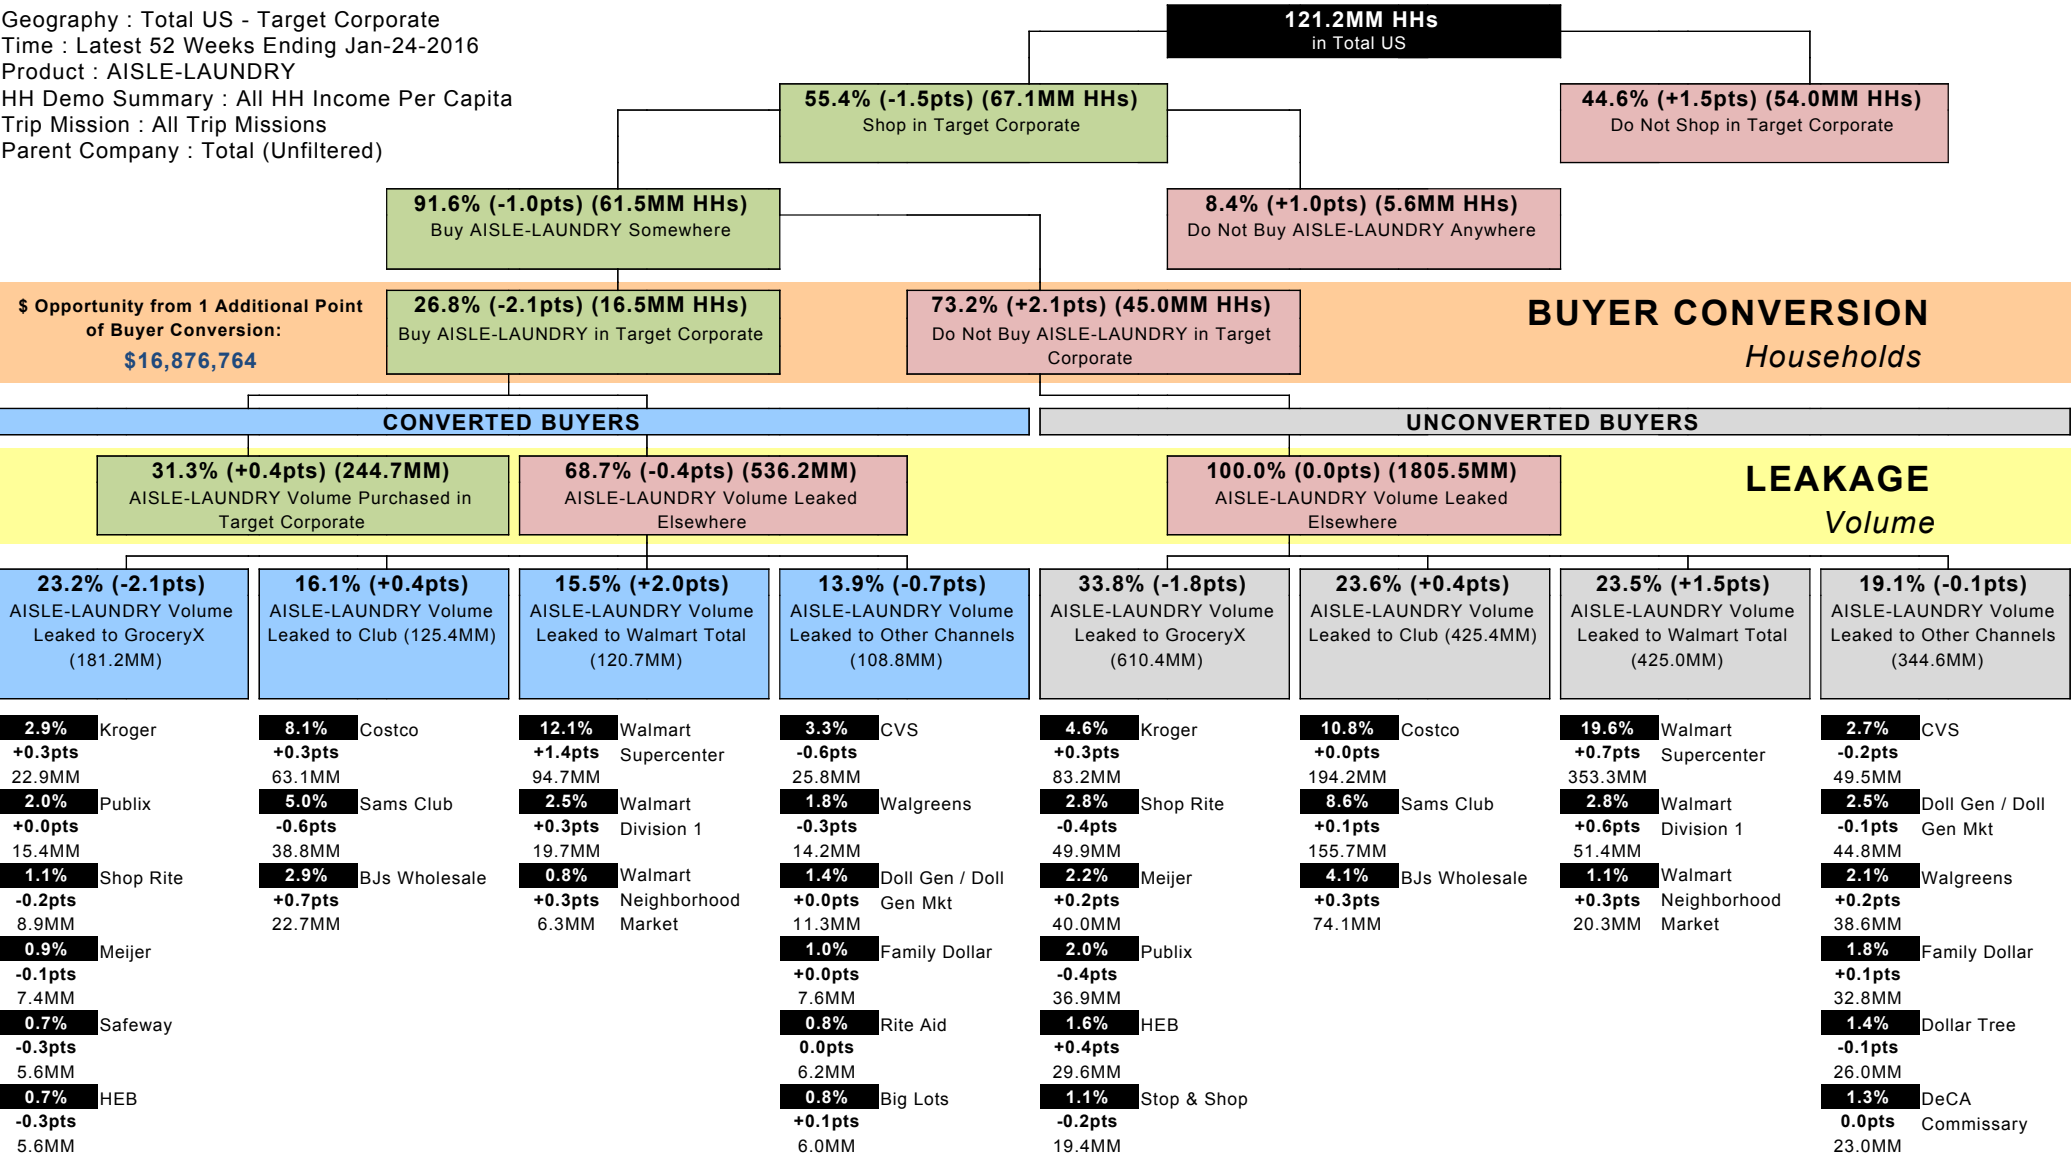 Geography : Total US - Target Corporate
Time : Latest 52 Weeks Ending Jan-24-2016
Product : AISLE-LAUNDRY
HH Demo Summary : All HH Income Per Capita
Trip Mission : All Trip Missions
Parent Company : Total (Unfiltered)
121.2MM HHs
in Total US
55.4% (-1.5pts) (67.1MM HHs)
Shop in Target Corporate
44.6% (+1.5pts) (54.0MM HHs)
Do Not Shop in Target Corporate
91.6% (-1.0pts) (61.5MM HHs)
Buy AISLE-LAUNDRY Somewhere
8.4% (+1.0pts) (5.6MM HHs)
Do Not Buy AISLE-LAUNDRY Anywhere
$ Opportunity from 1 Additional Point
of Buyer Conversion:
$16,876,764
26.8% (-2.1pts) (16.5MM HHs)
Buy AISLE-LAUNDRY in Target Corporate
73.2% (+2.1pts) (45.0MM HHs)
Do Not Buy AISLE-LAUNDRY in Target
Corporate
BUYER CONVERSION
Households
CONVERTED BUYERS
UNCONVERTED BUYERS
31.3% (+0.4pts) (244.7MM)
AISLE-LAUNDRY Volume Purchased in
Target Corporate
68.7% (-0.4pts) (536.2MM)
AISLE-LAUNDRY Volume Leaked
Elsewhere
100.0% (0.0pts) (1805.5MM)
AISLE-LAUNDRY Volume Leaked
Elsewhere
LEAKAGE
Volume
23.2% (-2.1pts)
AISLE-LAUNDRY Volume
Leaked to GroceryX
(181.2MM)
16.1% (+0.4pts)
AISLE-LAUNDRY Volume
Leaked to Club (125.4MM)
15.5% (+2.0pts)
AISLE-LAUNDRY Volume
Leaked to Walmart Total
(120.7MM)
13.9% (-0.7pts)
AISLE-LAUNDRY Volume
Leaked to Other Channels
(108.8MM)
33.8% (-1.8pts)
AISLE-LAUNDRY Volume
Leaked to GroceryX
(610.4MM)
23.6% (+0.4pts)
AISLE-LAUNDRY Volume
Leaked to Club (425.4MM)
23.5% (+1.5pts)
AISLE-LAUNDRY Volume
Leaked to Walmart Total
(425.0MM)
19.1% (-0.1pts)
AISLE-LAUNDRY Volume
Leaked to Other Channels
(344.6MM)
2.9% Kroger
+0.3pts
22.9MM
2.0% Publix
+0.0pts
15.4MM
1.1% Shop Rite
-0.2pts
8.9MM
0.9% Meijer
-0.1pts
7.4MM
0.7% Safeway
-0.3pts
5.6MM
0.7% HEB
-0.3pts
5.6MM
8.1% Costco
+0.3pts
63.1MM
5.0% Sams Club
-0.6pts
38.8MM
2.9% BJs Wholesale
+0.7pts
22.7MM
12.1% Walmart
+1.4pts Supercenter
94.7MM
2.5% Walmart
+0.3pts Division 1
19.7MM
0.8% Walmart
+0.3pts Neighborhood
6.3MM Market
3.3% CVS
-0.6pts
25.8MM
1.8% Walgreens
-0.3pts
14.2MM
1.4% Doll Gen / Doll
+0.0pts Gen Mkt
11.3MM
1.0% Family Dollar
+0.0pts
7.6MM
0.8% Rite Aid
0.0pts
6.2MM
0.8% Big Lots
+0.1pts
6.0MM
4.6% Kroger
+0.3pts
83.2MM
2.8% Shop Rite
-0.4pts
49.9MM
2.2% Meijer
+0.2pts
40.0MM
2.0% Publix
-0.4pts
36.9MM
1.6% HEB
+0.4pts
29.6MM
1.1% Stop & Shop
-0.2pts
19.4MM
10.8% Costco
+0.0pts
194.2MM
8.6% Sams Club
+0.1pts
155.7MM
4.1% BJs Wholesale
+0.3pts
74.1MM
19.6% Walmart
+0.7pts Supercenter
353.3MM
2.8% Walmart
+0.6pts Division 1
51.4MM
1.1% Walmart
+0.3pts Neighborhood
20.3MM Market
2.7% CVS
-0.2pts
49.5MM
2.5% Doll Gen / Doll
-0.1pts Gen Mkt
44.8MM
2.1% Walgreens
+0.2pts
38.6MM
1.8% Family Dollar
+0.1pts
32.8MM
1.4% Dollar Tree
-0.1pts
26.0MM
1.3% DeCA
0.0pts Commissary
23.0MM